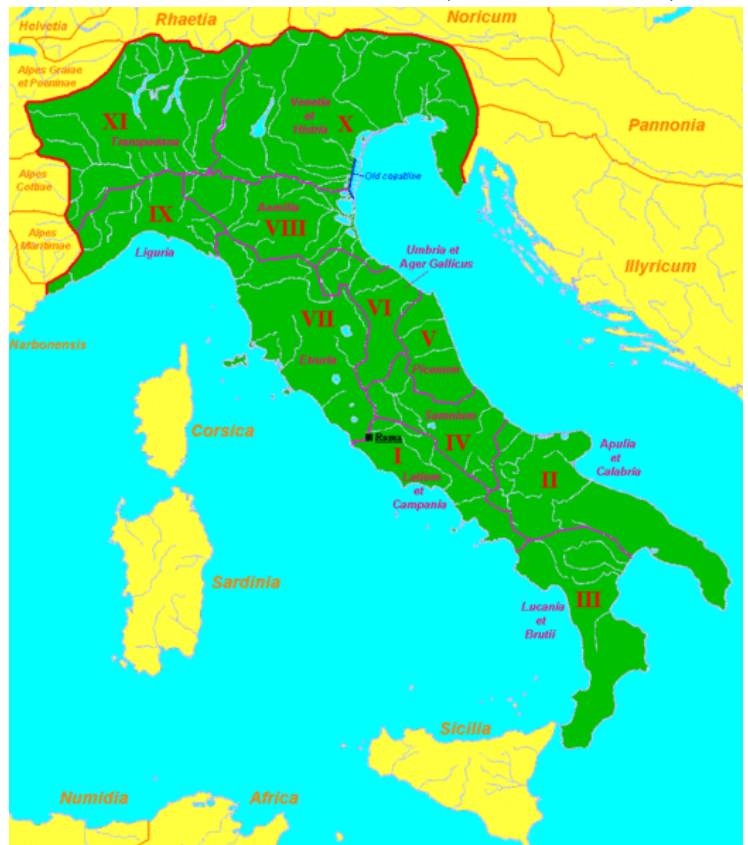 Helvetia
Rhaetia
Noricum
Alpes Graiae
et Poeninae
XI
Transpadana
Venetia
et
Histria
X
Pannonia
Alpes
Cottiae
Old coastline
IX
Aemilia
VIII
Alpes
Maritimae
Liguria
Umbria et
Ager Gallicus
Illyricum
VI
VII
V
Narbonensis
Etruria
Picenum
Corsica
Samnium
Roma
IV
I
Apulia
et
Calabria
Latium
et
Campania
II
Sardinia
III
Lucania
et
Brutii
Sicilia
Numidia
Africa